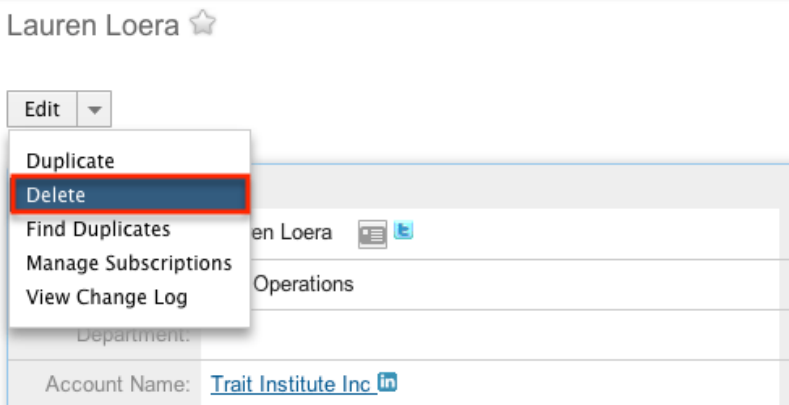 Lauren Loera
Edit
Duplicate
Delete
Find Duplicates
en Loera
Manage Subscriptions
Operations
View Change Log
Department:
Account Name: Trait Institute Inc in